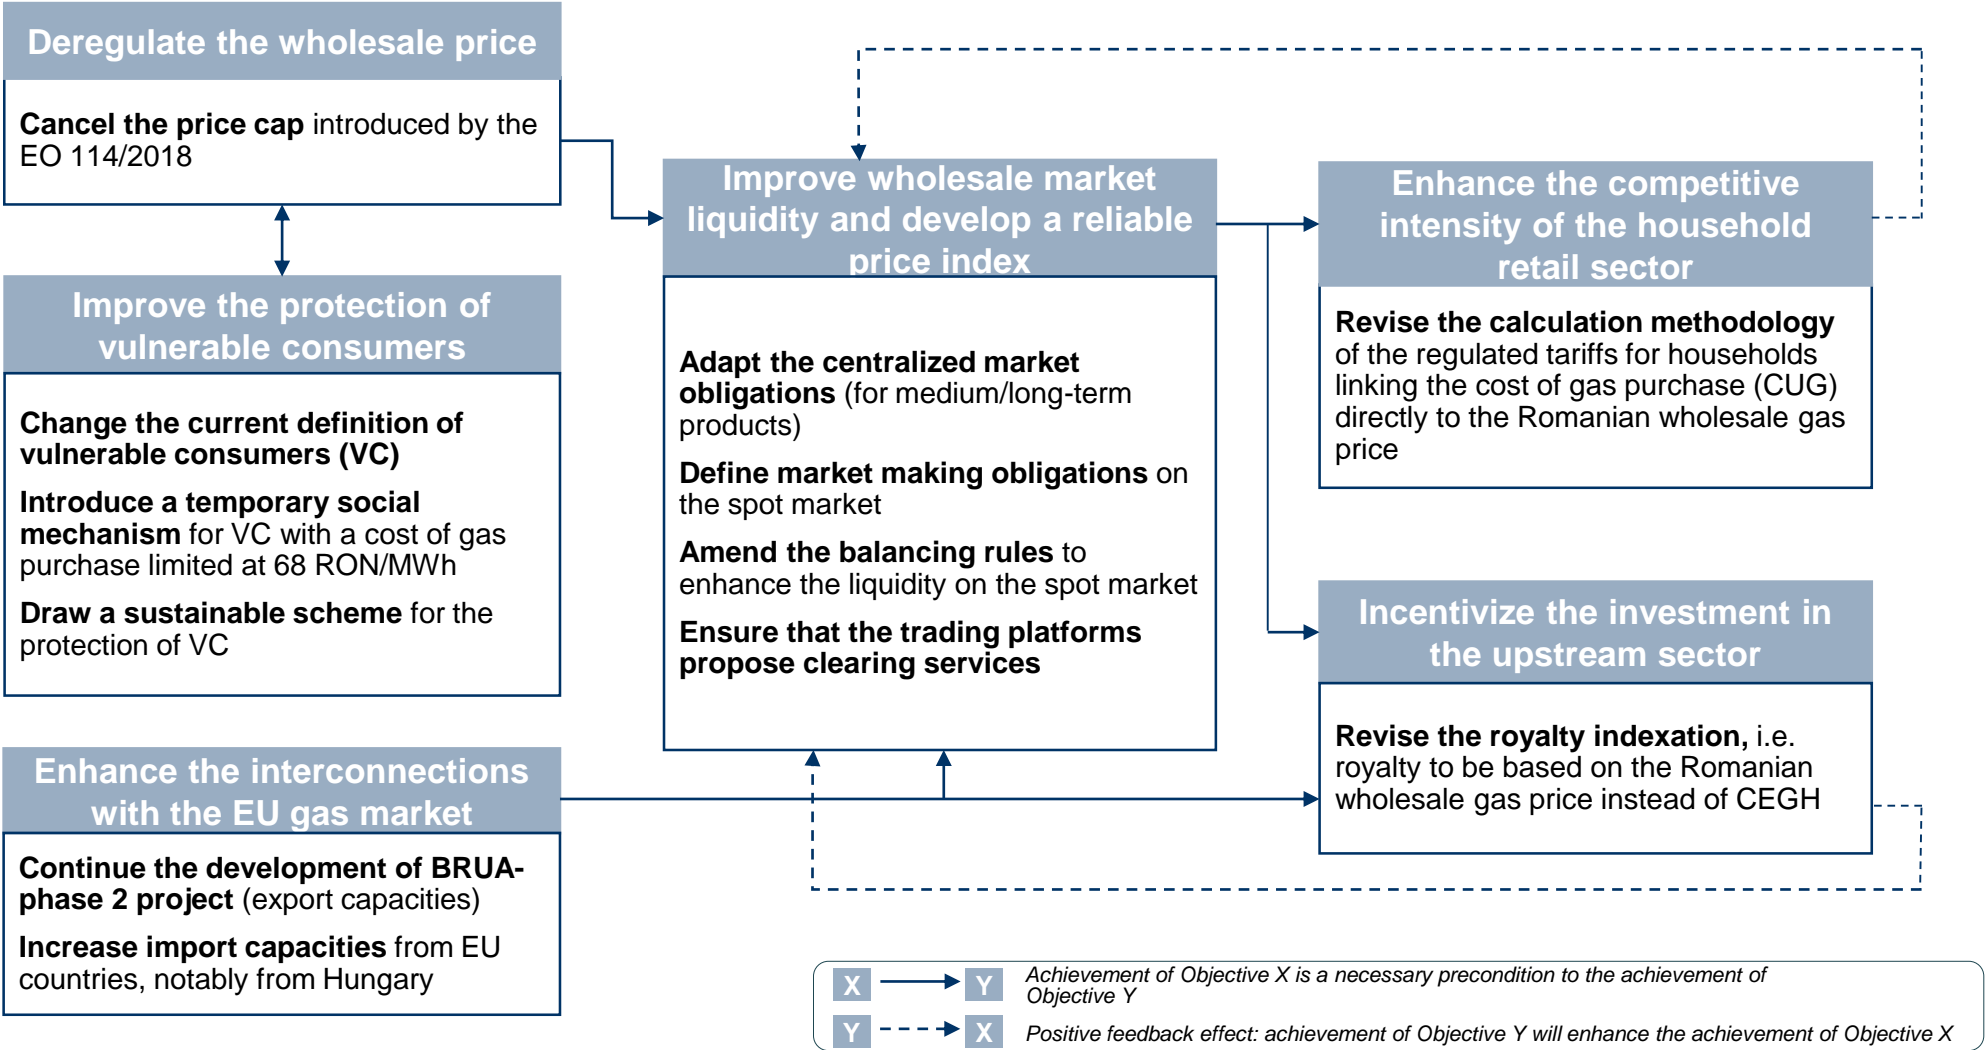 Deregulate the wholesale price
Cancel the price cap introduced by the
EO 114/2018
Improve the protection of
vulnerable consumers
Change the current definition of
vulnerable consumers (VC)
Introduce a temporary social
mechanism for VC with a cost of gas
purchase limited at 68 RON/MWh
Draw a sustainable scheme for the
protection of VC
Enhance the interconnections
with the EU gas market
Continue the development of BRUA-
phase 2 project (export capacities)
Increase import capacities from EU
countries, notably from Hungary
Improve wholesale market
liquidity and develop a reliable
price index
Adapt the centralized market
obligations (for medium/long-term
products)
Define market making obligations on
the spot market
Amend the balancing rules to
enhance the liquidity on the spot market
Ensure that the trading platforms
propose clearing services
Enhance the competitive
intensity of the household
retail sector
Revise the calculation methodology
of the regulated tariffs for households
linking the cost of gas purchase (CUG)
directly to the Romanian wholesale gas
price
Incentivize the investment in
the upstream sector
Revise the royalty indexation, i.e.
royalty to be based on the Romanian
wholesale gas price instead of CEGH
X Y Achievement of Objective X is a necessary precondition to the achievement of
Objective Y
Y X Positive feedback effect: achievement of Objective Y will enhance the achievement of Objective X